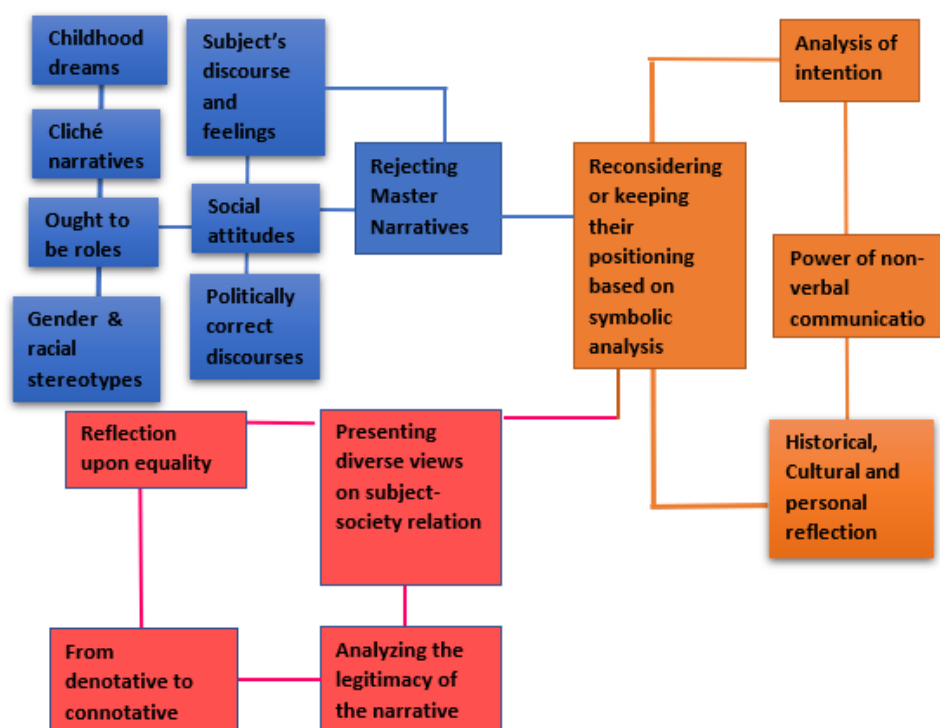 Childhood
dreams
Cliché
narratives
Ought to
be roles
Gender &
racial
stereotypes
Subject's
discourse
and
feelings
Social
attitudes
Politically
correct
discourses
Rejecting
Master
Narratives
Reconsidering
or keeping
their
positioning
based on
symbolic
analysis
Analysis of
intention
Power of non-
verbal
communicatio
Historical,
Cultural and
personal
reflection
Presenting
diverse views
on subject-
society relation
Reflection
upon equality
From
denotative to
connotative
Analyzing the
legitimacy of
the narrative